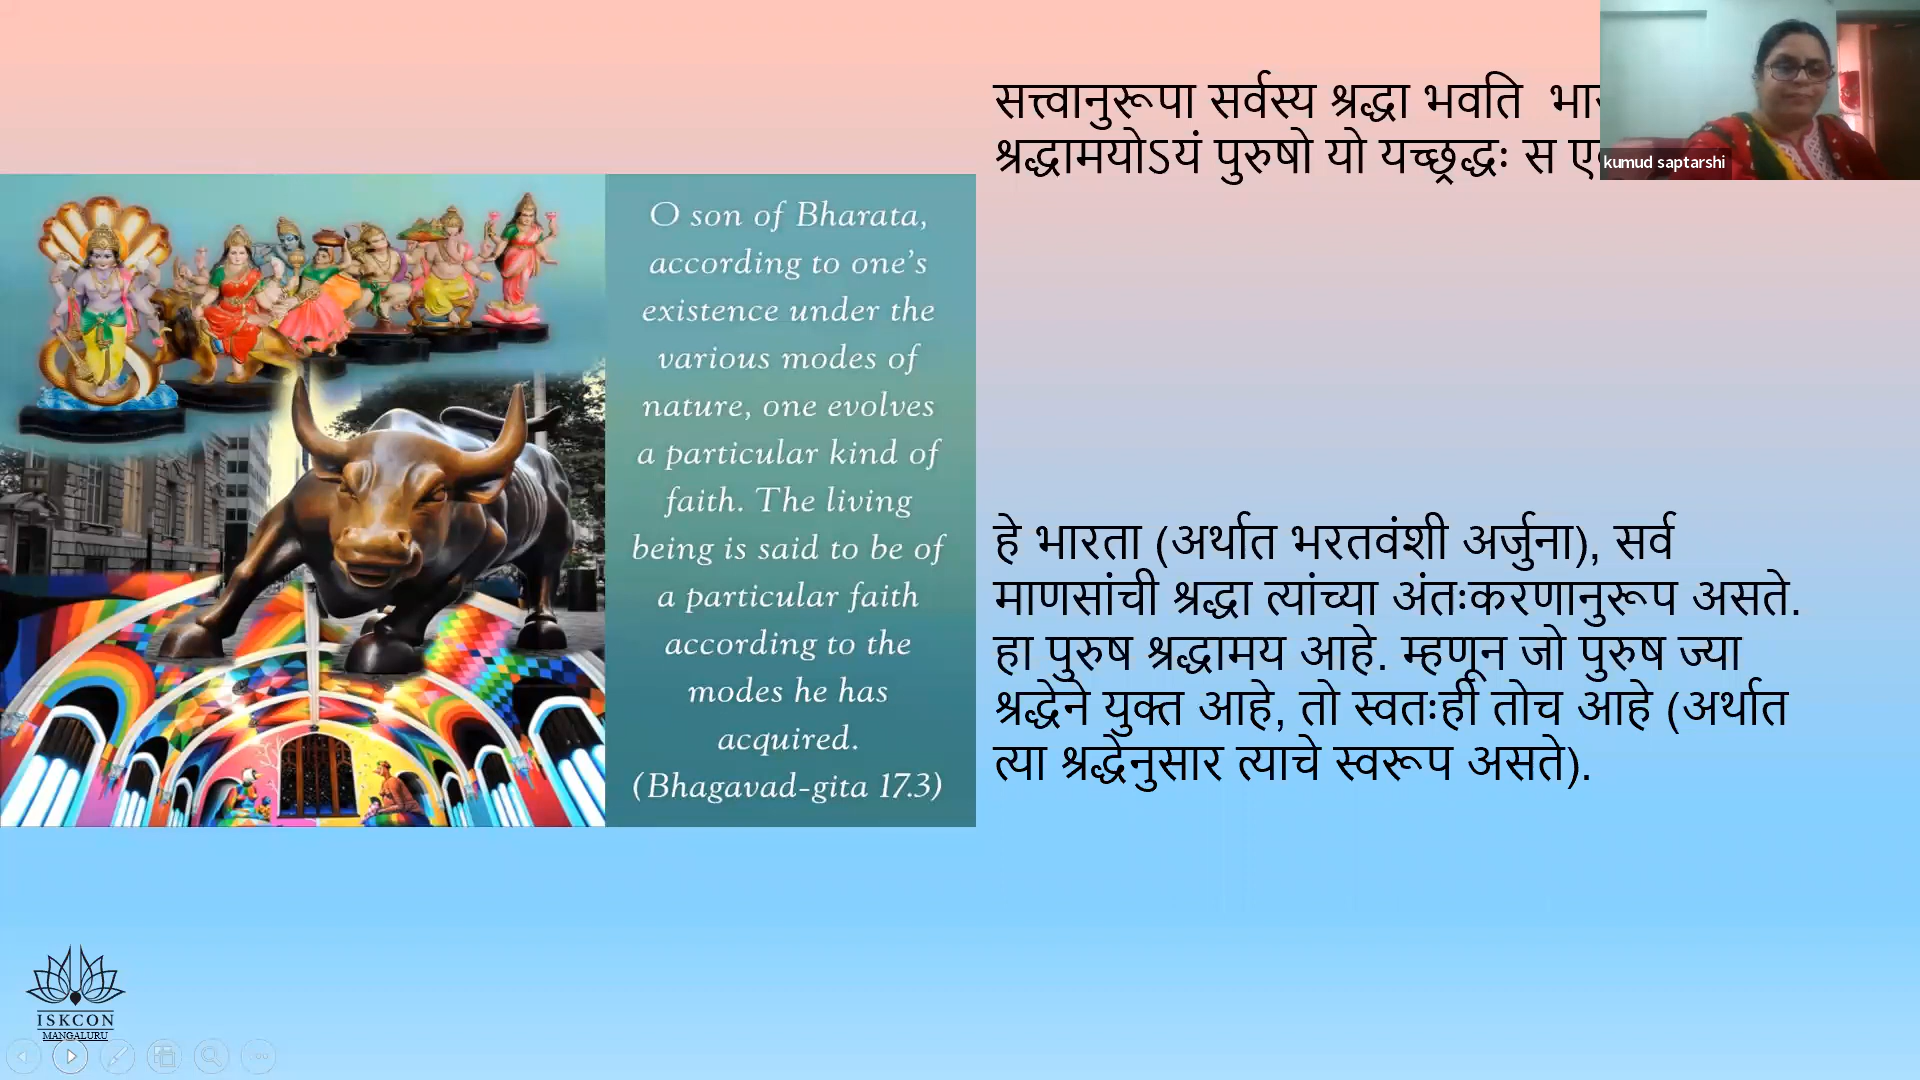 सत्त्वानुरूपा सर्वस्य श्रद्धा भवति
श्रद्धामयोऽयं पुरुषो यो यच्छ्रद्धः स
kumud saptarshi
O son of Bharata,
according to one's
existence under the
various modes of
nature, one evolves
a particular kind of
faith. The living
being is said to be of
a particular faith
according to the
modes he has
acquired.
(Bhagavad-gita 17.3)
हे भारता (अर्थात भरतवंशी अर्जुना), सर्व
माणसांची श्रद्धा त्यांच्या अंतःकरणानुरूप असते.
हा पुरुष श्रद्धामय आहे. म्हणून जो पुरुष ज्या
श्रद्धेने युक्त आहे, तो स्वतःही तोच आहे (अर्थात
त्या श्रद्धेनुसार त्याचे स्वरूप असते).
ISKCON
MANGALURU